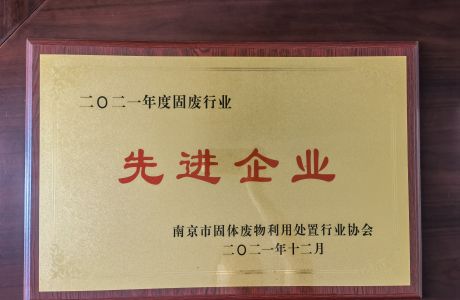 二〇二一年度固废行业
先进企业
南京市固体废物利用处置行业协会
二〇二一年十二月